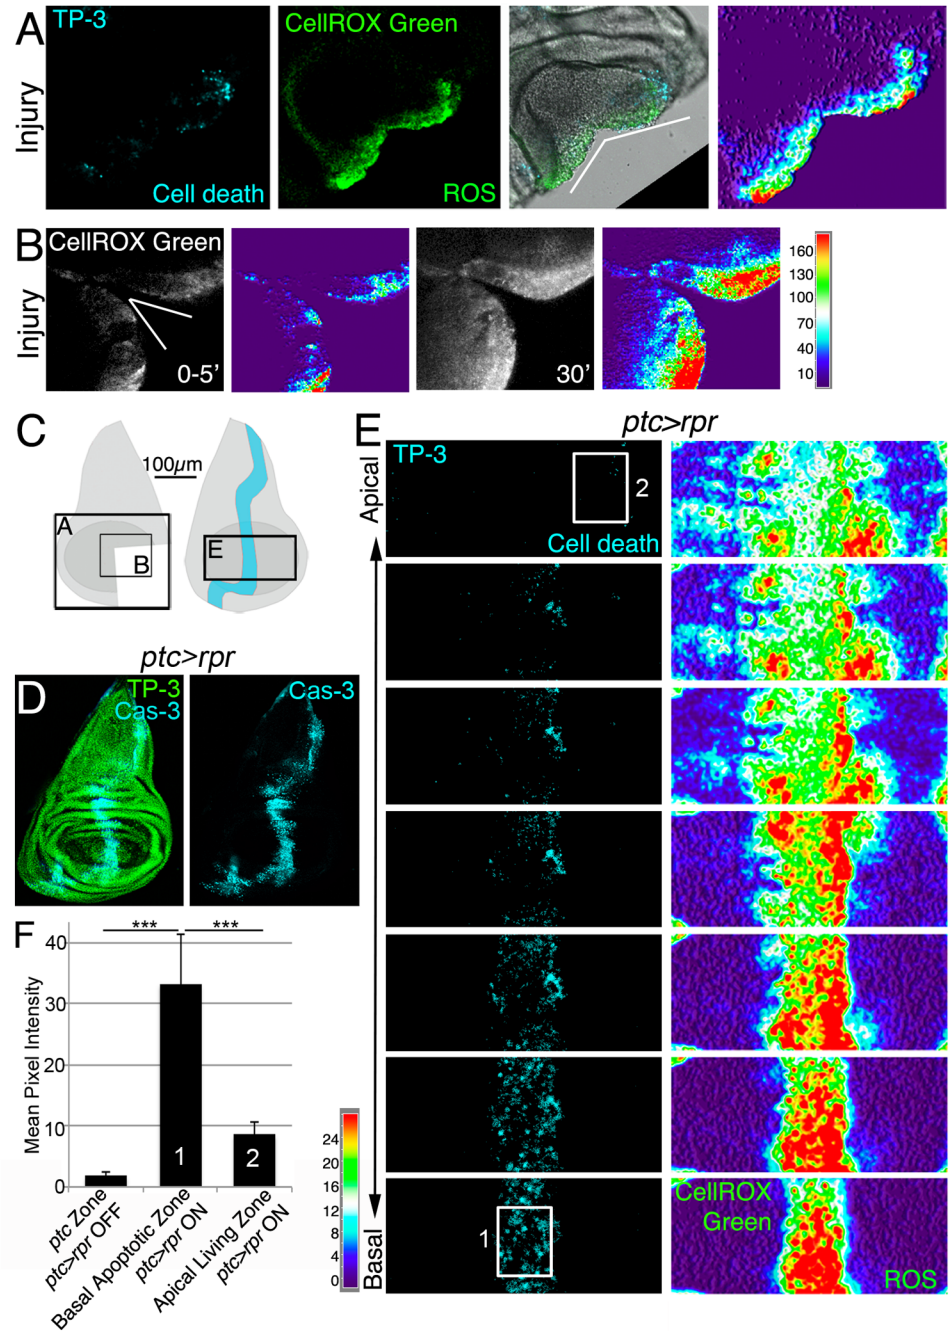 A
Injury
TP-3
Cell death
CellROX Green
ROS
B
Injury
CellROX Green
0-5’
30’
160
130
100
70
40
10
C
100µm
A
B
E
D
ptc>rpr
TP-3
Cas-3
Cas-3
E
ptc>rpr
Apical
Basal
TP-3
2
Cell death
1
CellROX
Green
ROS
24
20
16
12
8
4
0
F
Mean Pixel Intensity
40
30
20
10
0
***
***
1
2
ptc Zone
ptc>rpr OFF
Basal Apoptotic Zone
ptc>rpr ON
Apical Living Zone
ptc>rpr ON